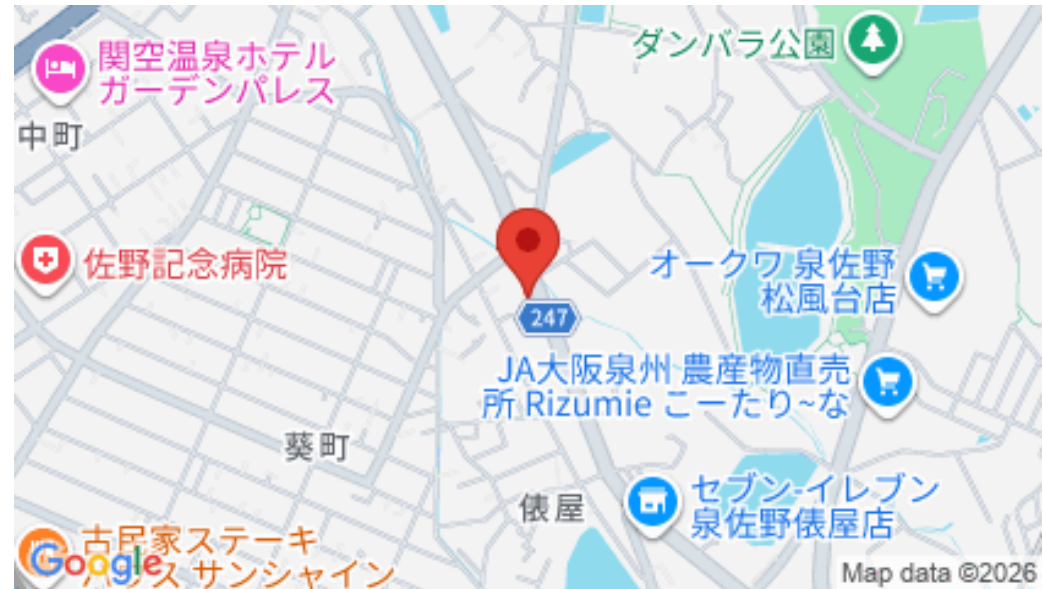 ダンバラ公園
関空温泉ホテル
ガーデンパレス
中町
佐野記念病院
オークワ 泉佐野
松風台店
247
JA大阪泉州 農産物直売
所 Rizumie こーたり~な
葵町
セブン-イレブン
泉佐野俵屋店
俵屋
古民家ステーキ
ハウス サンシャイン
Google
Map data ©2026